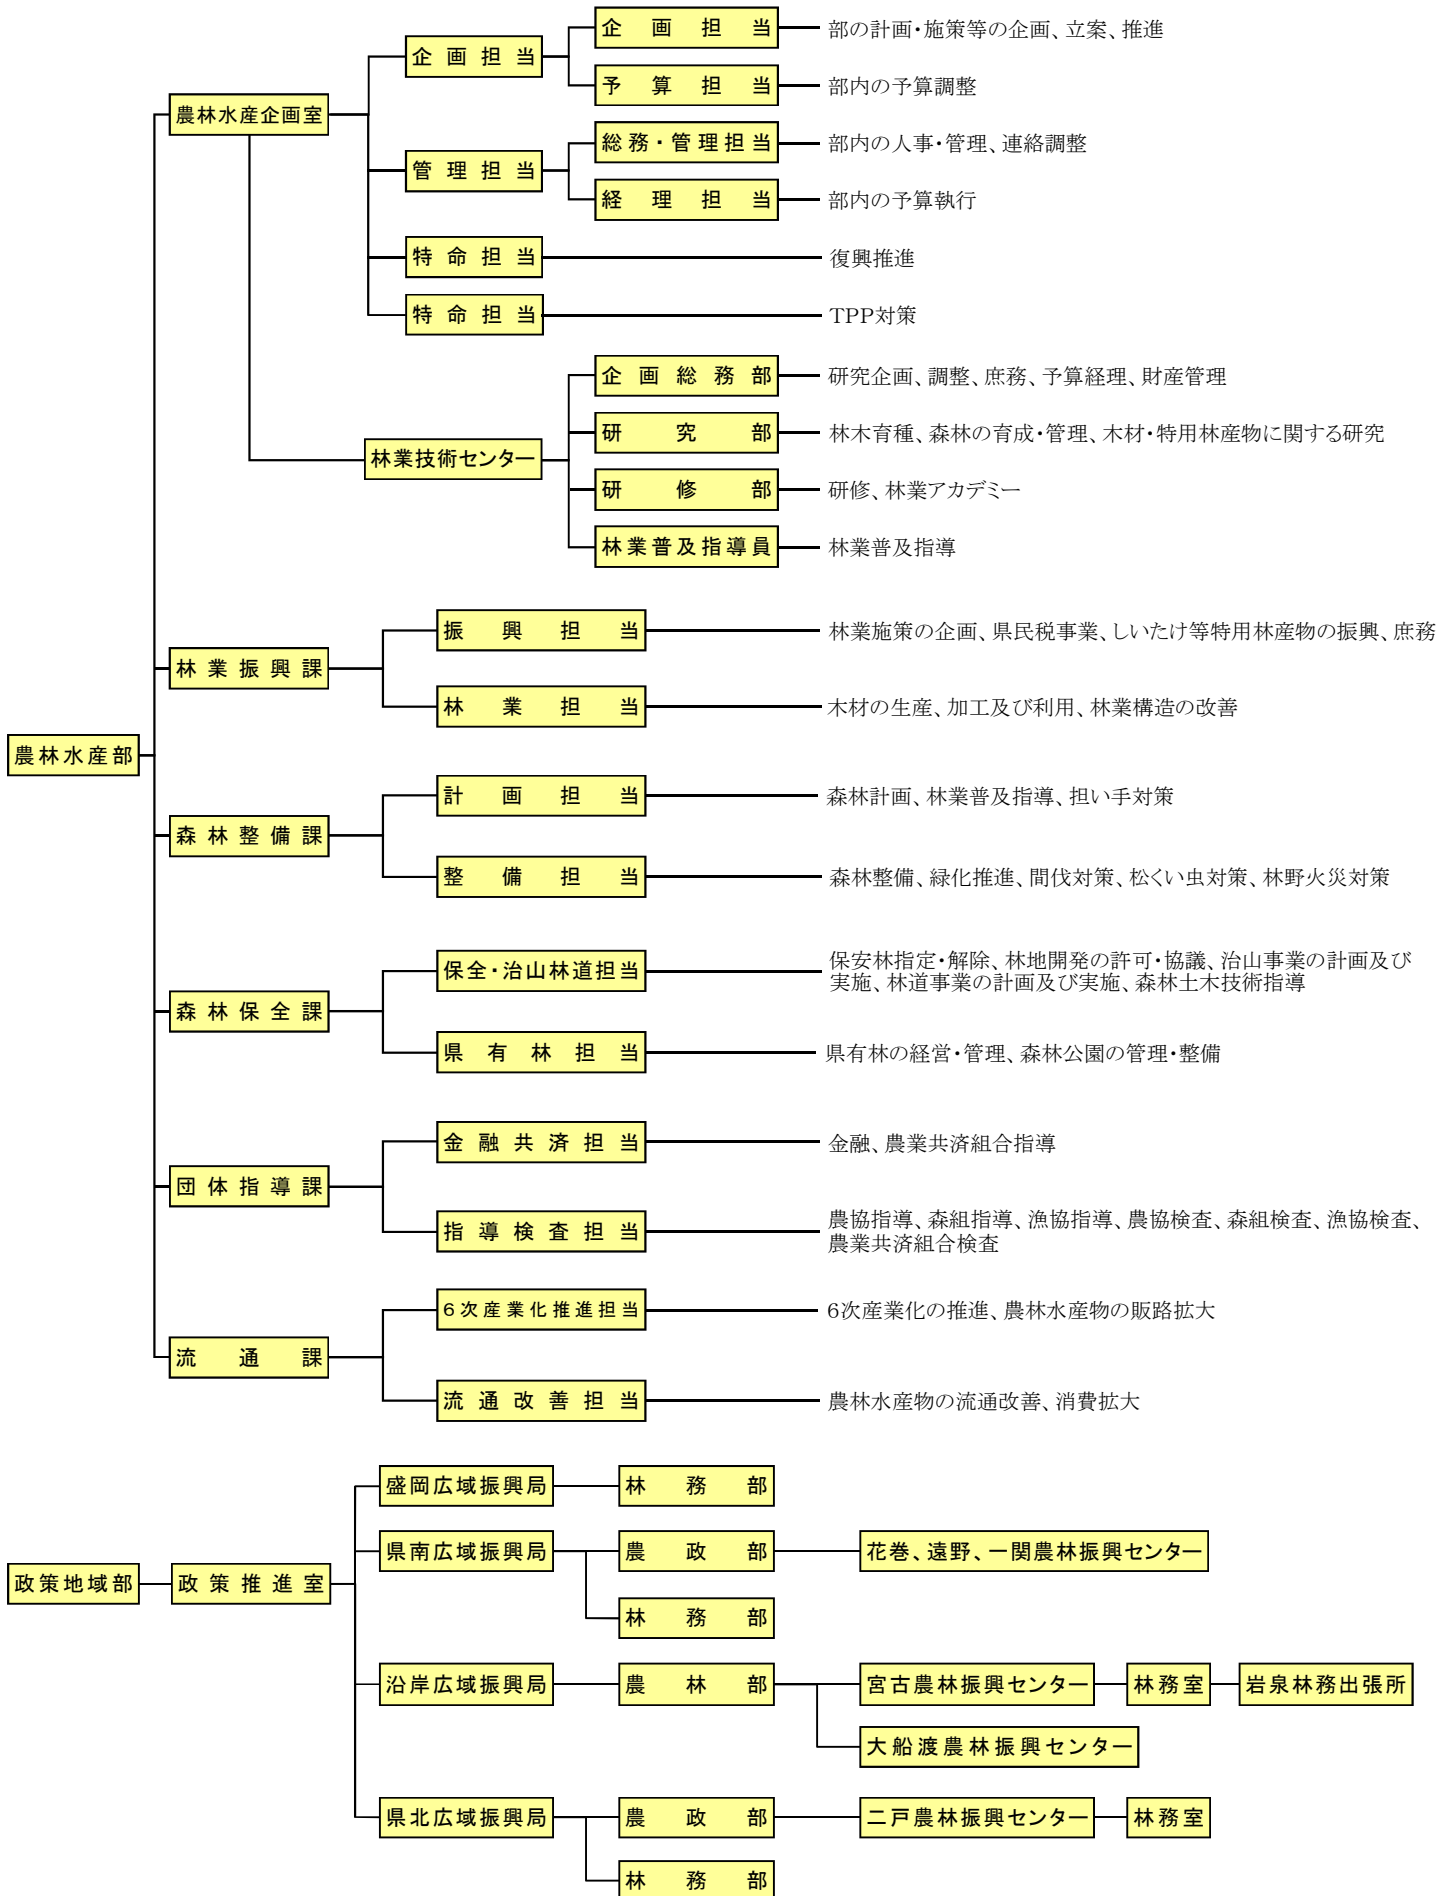 企画担当
部の計画・施策等の企画、立案、推進
企画担当
予算担当
部内の予算調整
農林水産企画室
総務・管理担当
部内の人事・管理、連絡調整
管理担当
経理担当
部内の予算執行
特命担当
復興推進
特命担当
TPP対策
企画総務部
研究企画、調整、庶務、予算経理、財産管理
研究部
林木育種、森林の育成・管理、木材・特用林産物に関する研究
林業技術センター
研修部
研修、林業アカデミー
林業普及指導員
林業普及指導
振興担当
林業施策の企画、県民税事業、しいたけ等特用林産物の振興、庶務
林業振興課
林業担当
木材の生産、加工及び利用、林業構造の改善
農林水産部
計画担当
森林計画、林業普及指導、担い手対策
森林整備課
整備担当
森林整備、緑化推進、間伐対策、松くい虫対策、林野火災対策
保全・治山林道担当
保安林指定・解除、林地開発の許可・協議、治山事業の計画及び
実施、林道事業の計画及び実施、森林土木技術指導
森林保全課
県有林担当
県有林の経営・管理、森林公園の管理・整備
金融共済担当
金融、農業共済組合指導
団体指導課
指導検査担当
農協指導、森組指導、漁協指導、農協検査、森組検査、漁協検査、
農業共済組合検査
6次産業化推進担当
6次産業化の推進、農林水産物の販路拡大
流通課
流通改善担当
農林水産物の流通改善、消費拡大
盛岡広域振興局
林務部
県南広域振興局
農政部
花巻、遠野、一関農林振興センター
政策地域部
政策推進室
林務部
沿岸広域振興局
農林部
宮古農林振興センター
林務室
岩泉林務出張所
大船渡農林振興センター
県北広域振興局
農政部
二戸農林振興センター
林務室
林務部